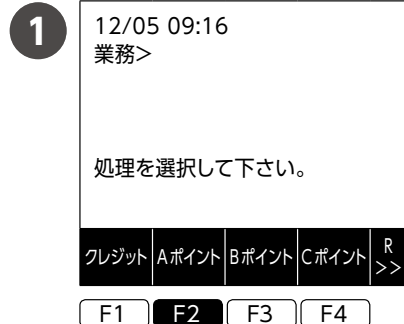 1
12/05 09:16
業務>
処理を選択して下さい。
クレジット Aポイント Bポイント Cポイント R >>
F1 F2 F3 F4